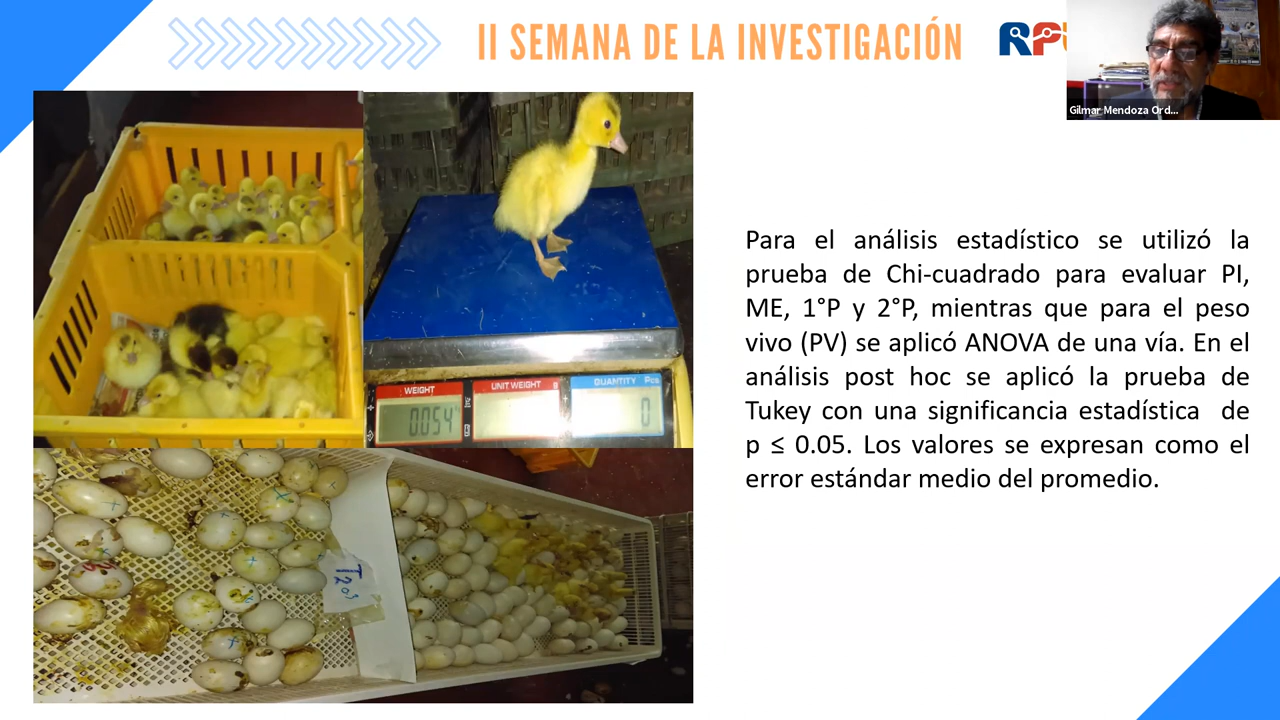 II SEMANA DE LA INVESTIGACIÓN
Gilmar Mendoza Ord...
Para el análisis estadístico se utilizó la
prueba de Chi-cuadrado para evaluar PI,
ME, 1°P y 2°P, mientras que para el peso
vivo (PV) se aplicó ANOVA de una vía. En el
análisis post hoc se aplicó la prueba de
Tukey con una significancia estadística de
p ≤ 0.05. Los valores se expresan como el
error estándar medio del promedio.
WEIGHT
UNIT WEIGHT g
QUANTITY Pcs
0054
0